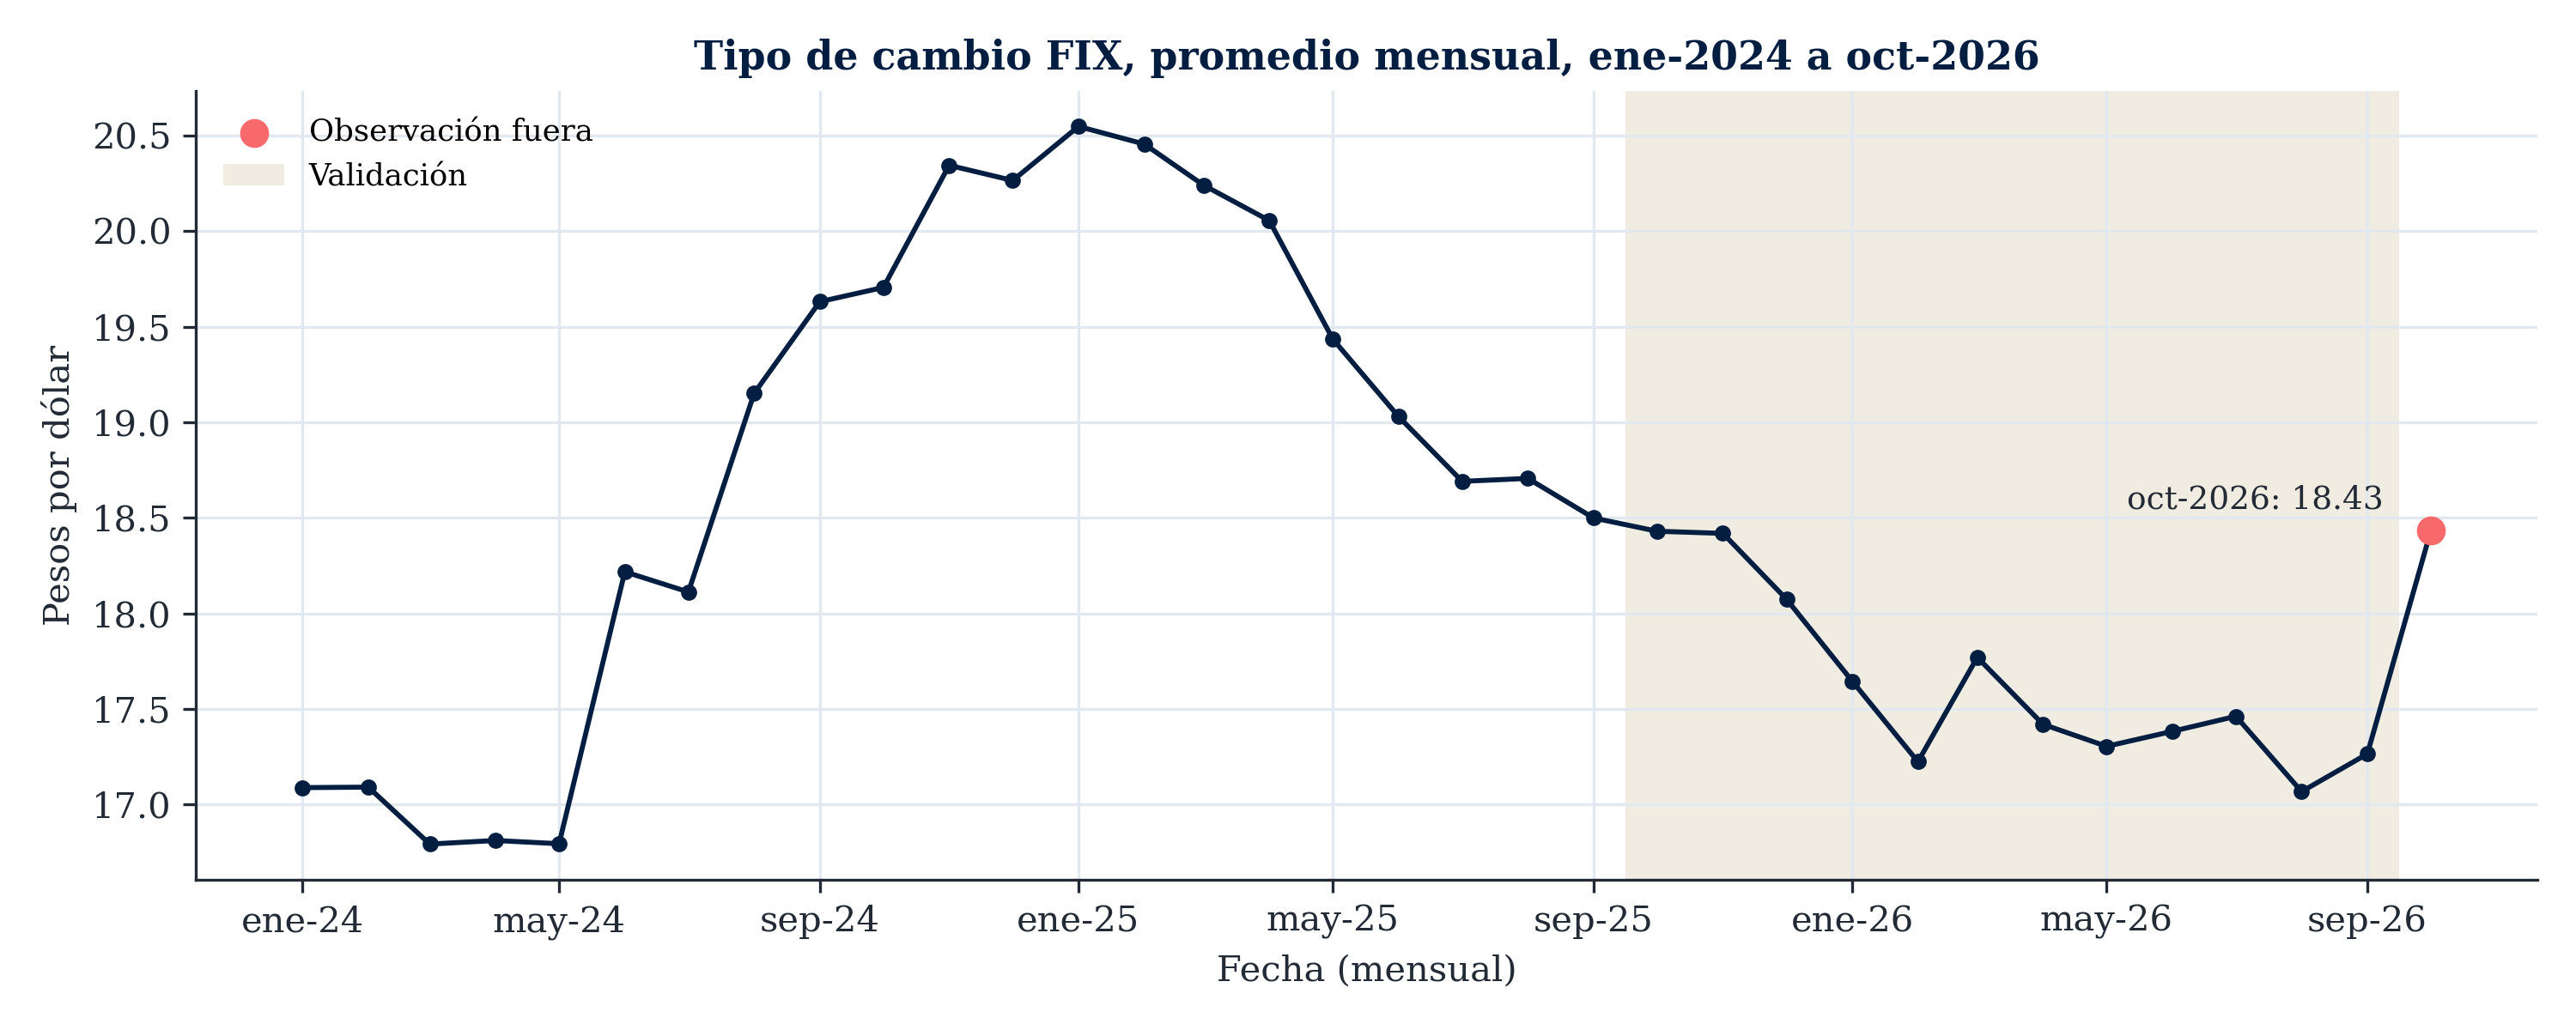 Tipo de cambio FIX, promedio mensual, ene-2024 a oct-2026
Observación fuera
Validación
Pesos por dólar
20.5
20.0
19.5
19.0
18.5
18.0
17.5
17.0
oct-2026: 18.43
ene-24 may-24 sep-24 ene-25 may-25 sep-25 ene-26 may-26 sep-26
Fecha (mensual)